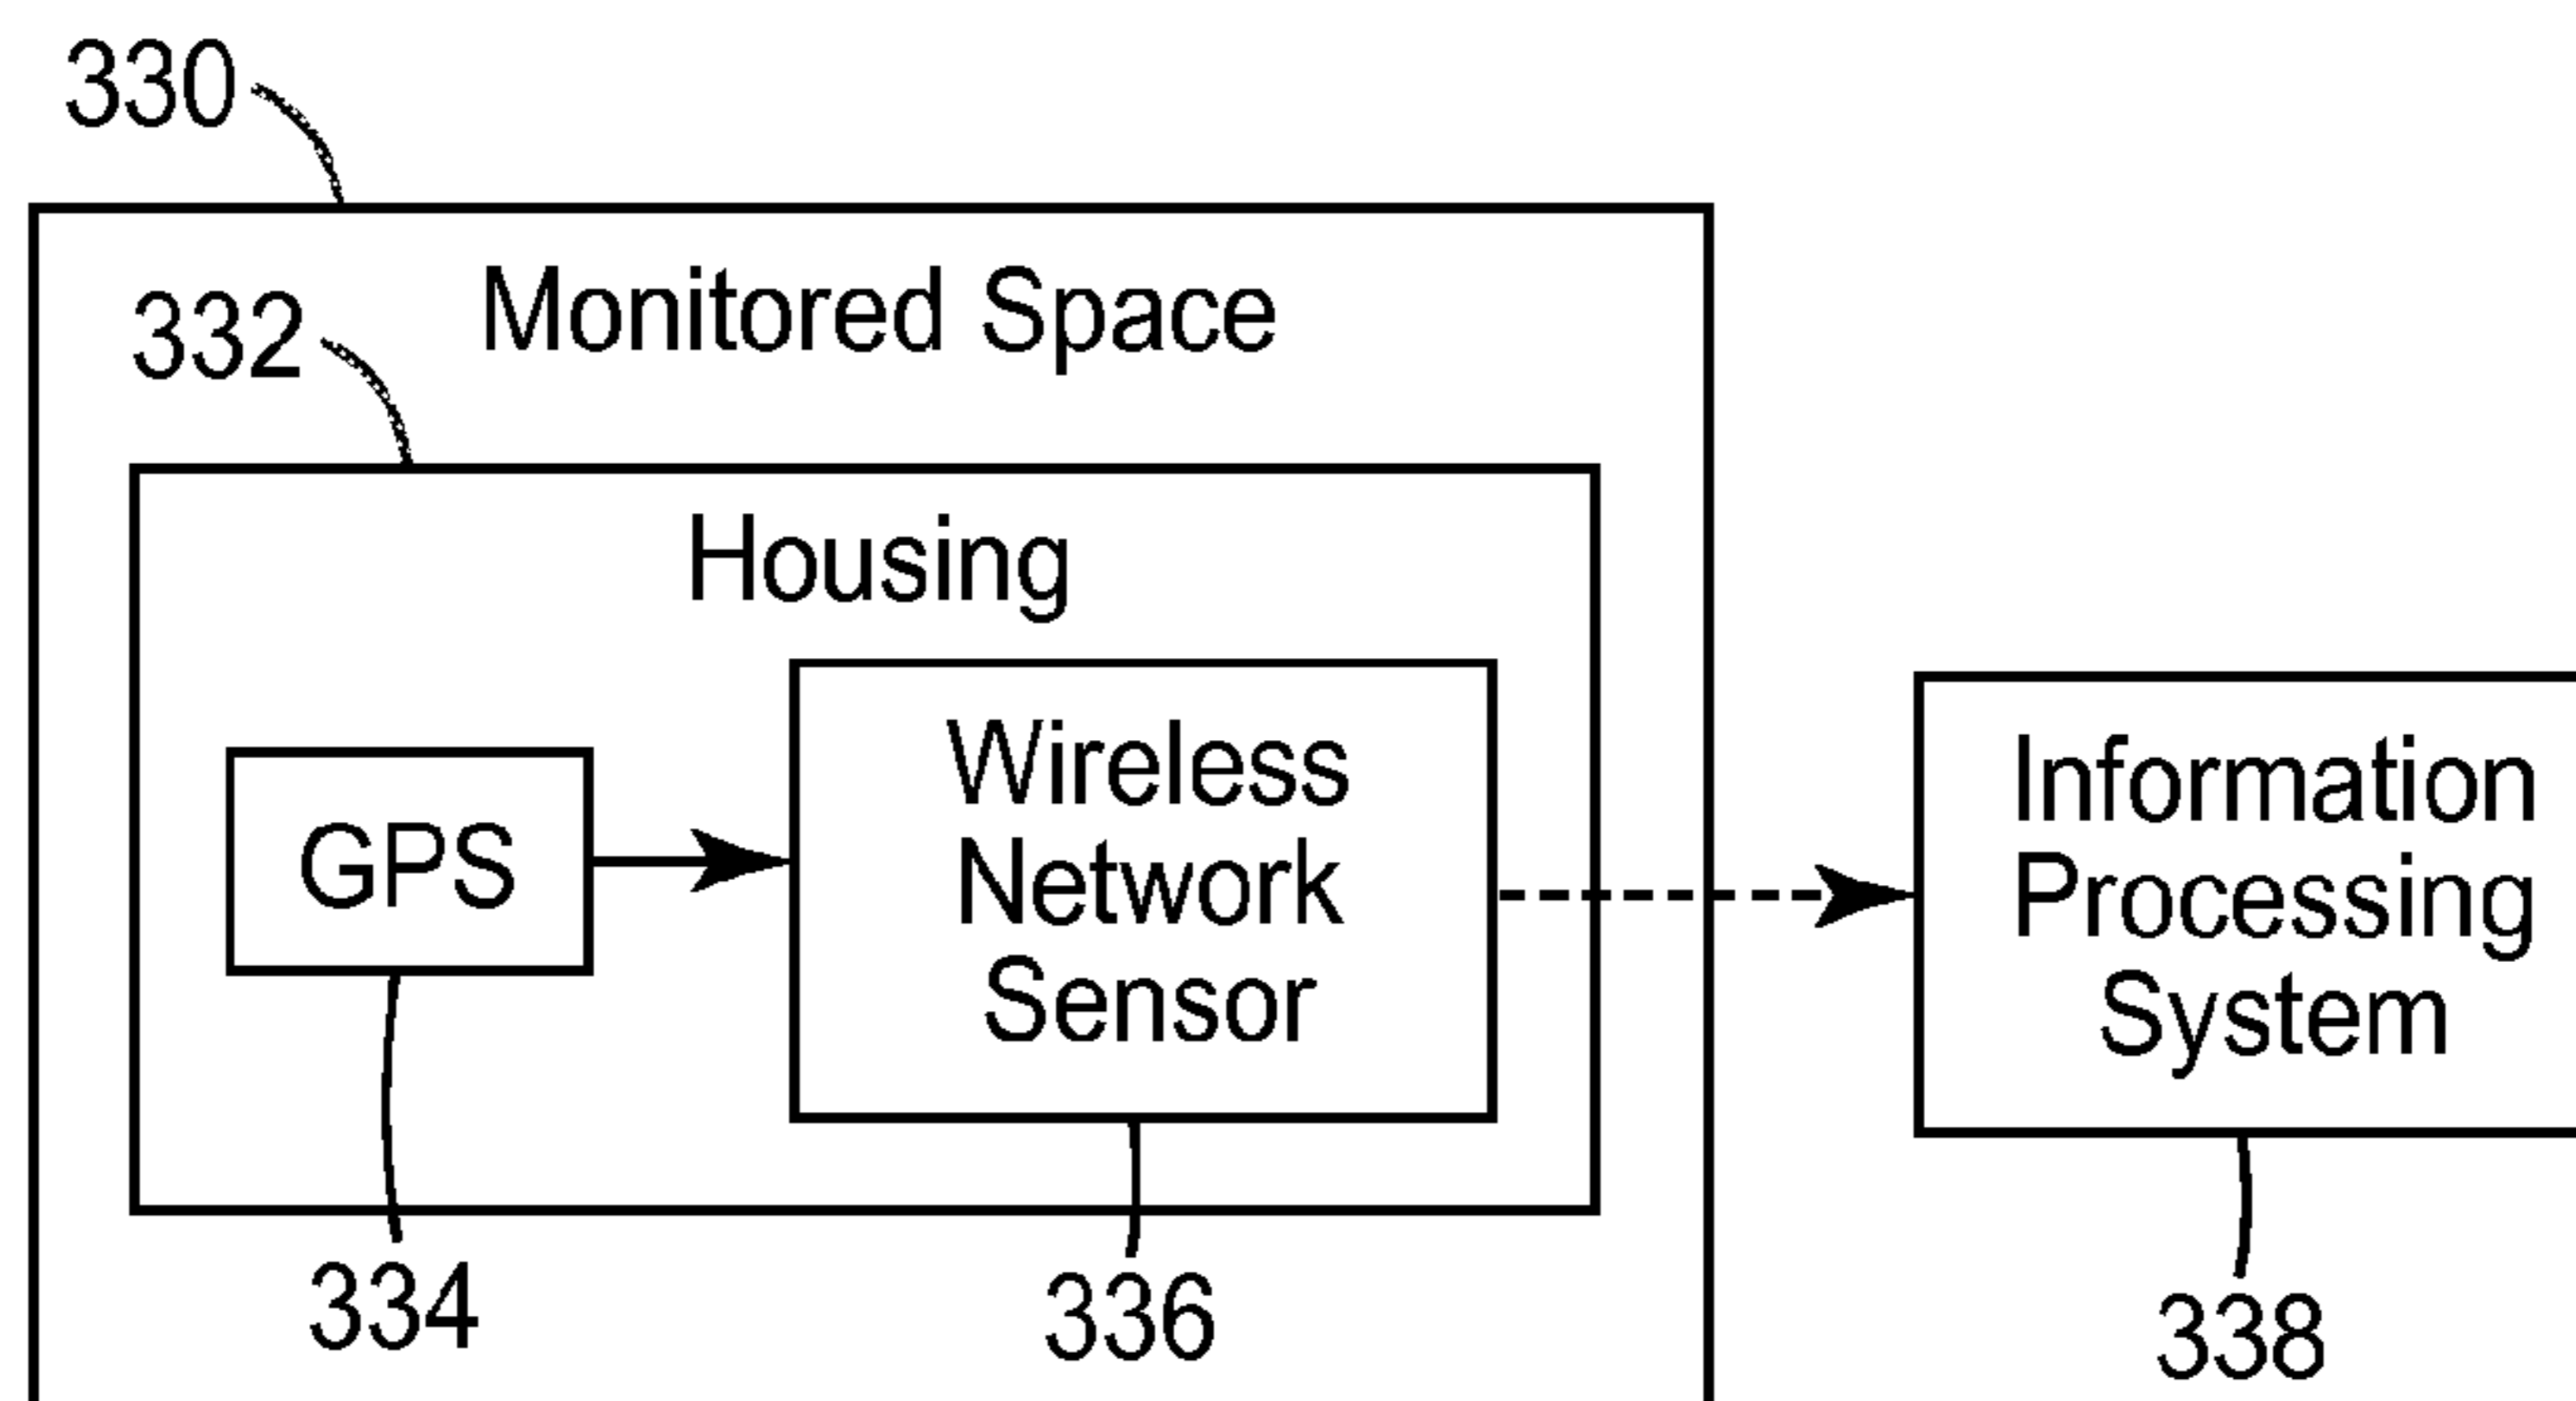 330
Monitored Space
332
Housing
GPS
Wireless
Network
Sensor
Information
Processing
System
334
336
338